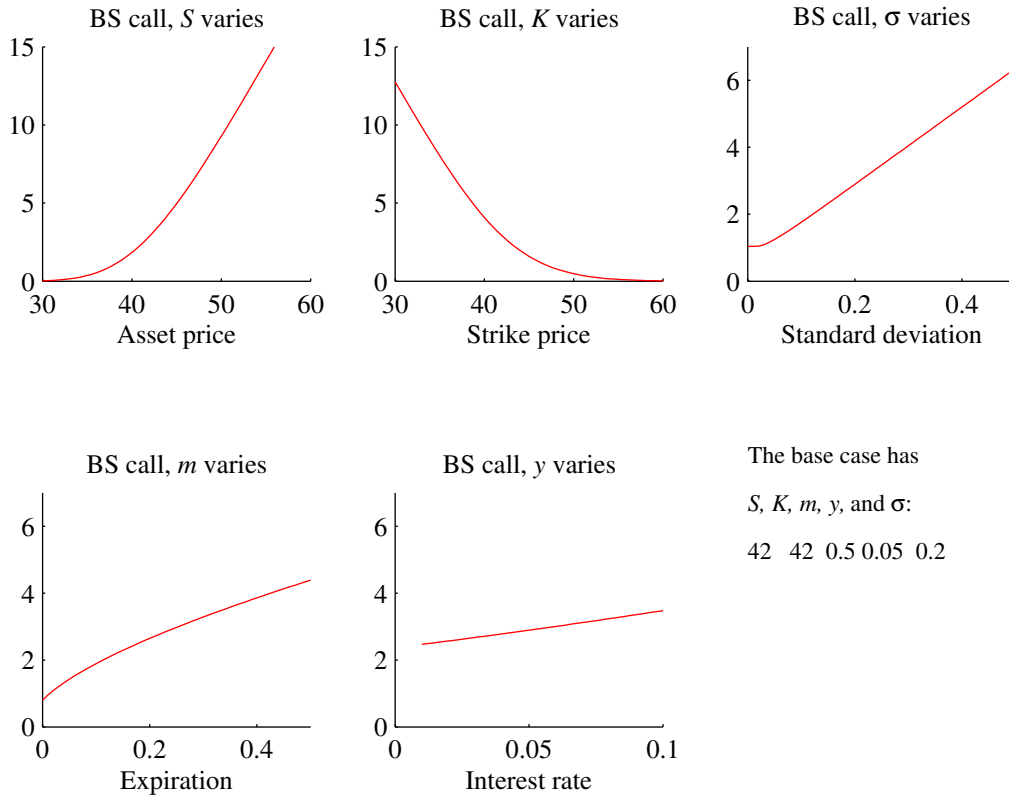 BS call, S varies
15
10
5
0
30 40 50 60
Asset price
BS call, K varies
15
10
5
0
30 40 50 60
Strike price
BS call, σ varies
6
4
2
0
0 0.2 0.4
Standard deviation
BS call, m varies
6
4
2
0
0 0.2 0.4
Expiration
BS call, y varies
6
4
2
0
0 0.05 0.1
Interest rate
The base case has
S, K, m, y, and σ:
42 42 0.5 0.05 0.2